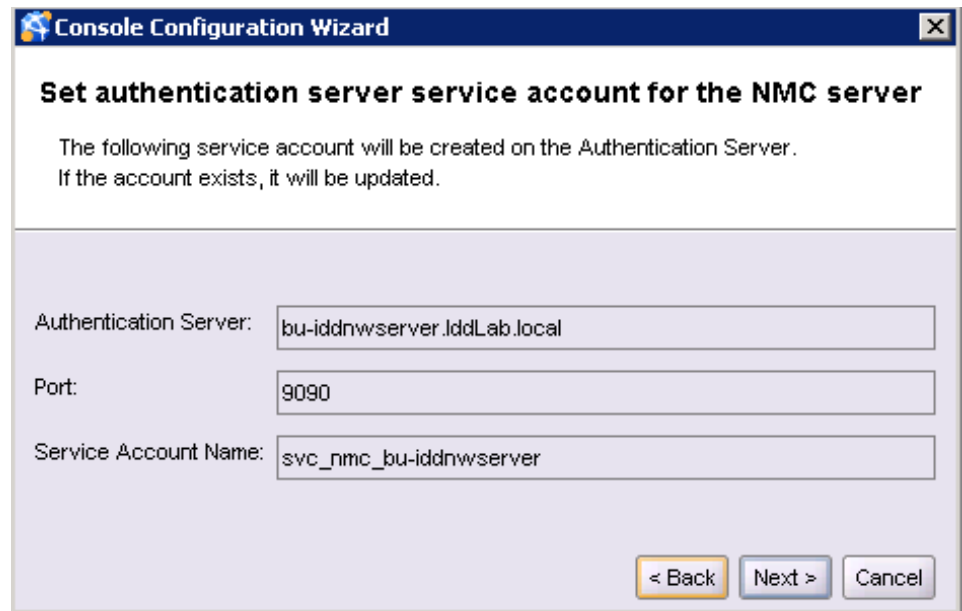 Console Configuration Wizard
Set authentication server service account for the NMC server
The following service account will be created on the Authentication Server.
If the account exists, it will be updated.
Authentication Server: bu-iddnwserver.IddLab.local
Port: 9090
Service Account Name: svc_nmc_bu-iddnwserver
< Back Next > Cancel